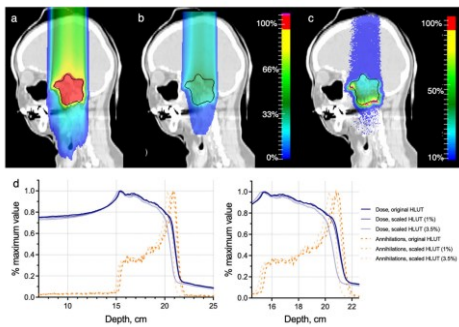 a
b
c
100%
66%
33%
100%
50%
10%
d
% maximum value
1.0
0.8
0.6
0.4
0.2
0.0
10
15
20
25
Depth, cm
% maximum value
1.0
0.8
0.6
0.4
0.2
0.0
14
16
18
20
22
Depth, cm
Dose, original HLUT
Dose, scaled HLUT (1%)
Dose, scaled HLUT (3.5%)
Annihilations, original HLUT
Annihilations, scaled HLUT (1%)
Annihilations, scaled HLUT (3.5%)